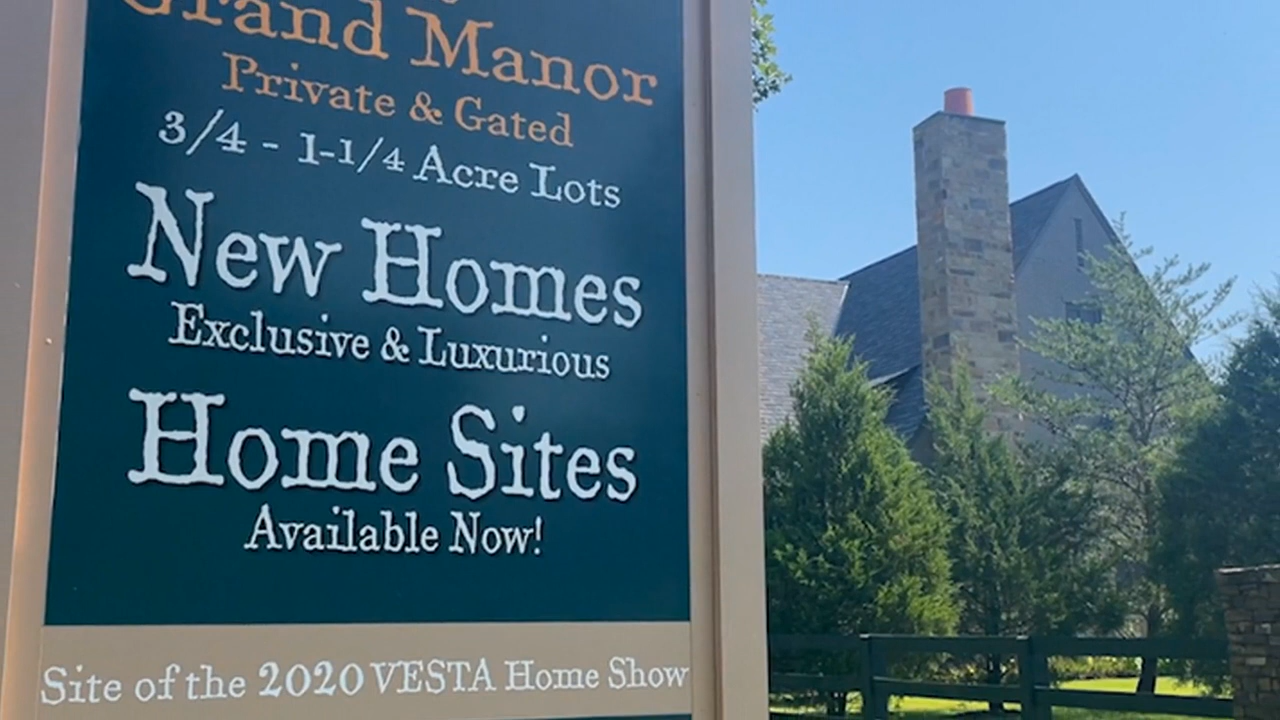 Grand Manor
Private & Gated
3/4 - 1-1/4 Acre Lots
New Homes
Exclusive & Luxurious
Home Sites
Available Now!
Site of the 2020 VESTA Home Show